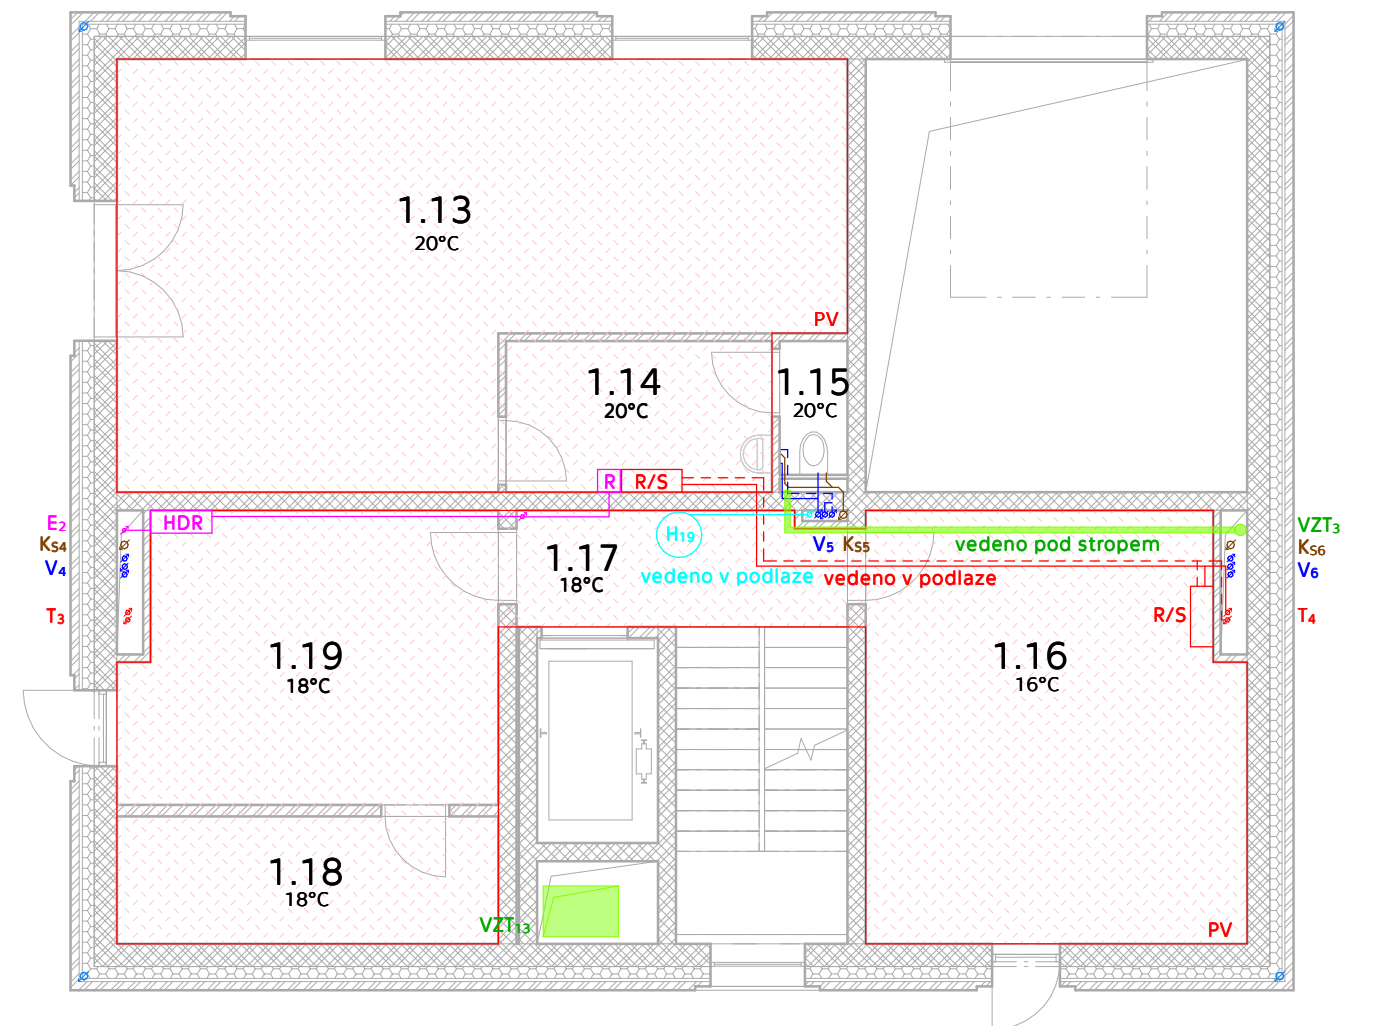 1.13
20°C
PV
1.14
20°C
1.15
20°C
R
R/S
E2
HDR
H19
VZT3
KS4
V5
KS5
vedeno pod stropem
KS6
V4
1.17
18°C
vedeno v podlaze
vedeno v podlaze
V6
T3
R/S
T4
1.19
18°C
1.16
16°C
1.18
18°C
VZT13
PV